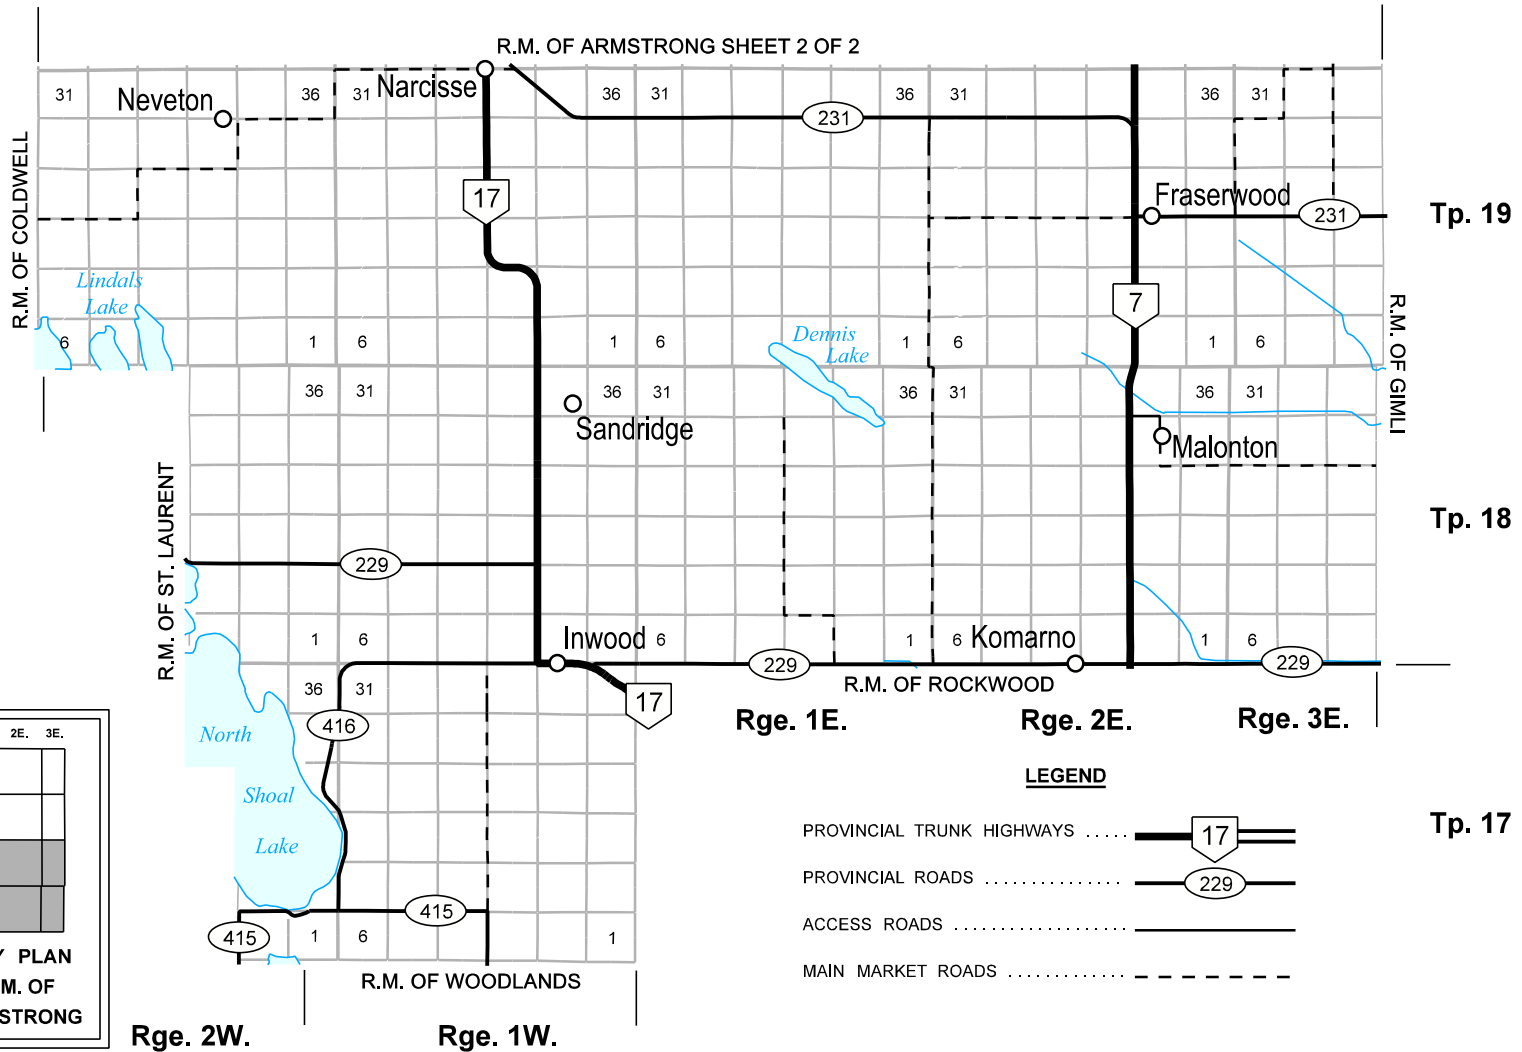 R.M. OF ARMSTRONG SHEET 2 OF 2
31
Neveton
36
31
Narcisse
36
31
231
36
31
36
31
17
Fraserwood
231
Tp. 19
R.M. OF COLDWELL
Lindals
Lake
7
R.M. OF GIMLI
6
1
6
1
6
Dennis
Lake
1
6
1
6
36
31
36
31
36
31
36
31
Sandridge
Malonton
R.M. OF ST. LAURENT
Tp. 18
229
1
6
Inwood
6
1
6
Komarno
1
6
229
229
R.M. OF ROCKWOOD
36
31
17
416
Rge. 1E.
Rge. 2E.
Rge. 3E.
North
Shoal
Lake
2E.
3E.
LEGEND
PROVINCIAL TRUNK HIGHWAYS .....
17
Tp. 17
PROVINCIAL ROADS ..............
229
ACCESS ROADS .................
MAIN MARKET ROADS ............
415
415
1
6
1
Y PLAN
M. OF
STRONG
R.M. OF WOODLANDS
Rge. 2W.
Rge. 1W.